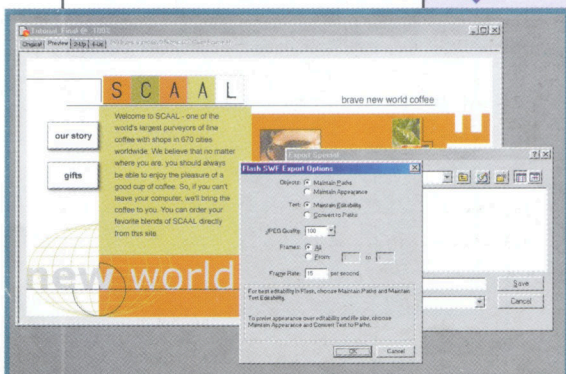 Original Preview 2-Up 4-Up
S C A A L
brave new world coffee
our story
gifts
Welcome to SCAAL - one of the
world's largest purveyors of fine
coffee with shops in 670 cities
worldwide. We believe that no matter
where you are, you should always
be able to enjoy the pleasure of a
good cup of coffee. So, if you can't
leave your computer, we'll bring the
coffee to you. You can order your
favorite blends of SCAAL directly
from this site.
new world
Export Special
Save
Cancel
Flash SWF Export Options
Objects: Maintain Paths
Maintain Appearance
Text: Maintain Editability
Convert to Paths
JPEG Quality: 100
Frames: All
From: to
Frame Rate: 15 per second.
For best editability in Flash, choose Maintain Paths and Maintain
Text Editability.
To prefer appearance over editability and file size, choose
Maintain Appearance and Convert Text to Paths.
OK Cancel